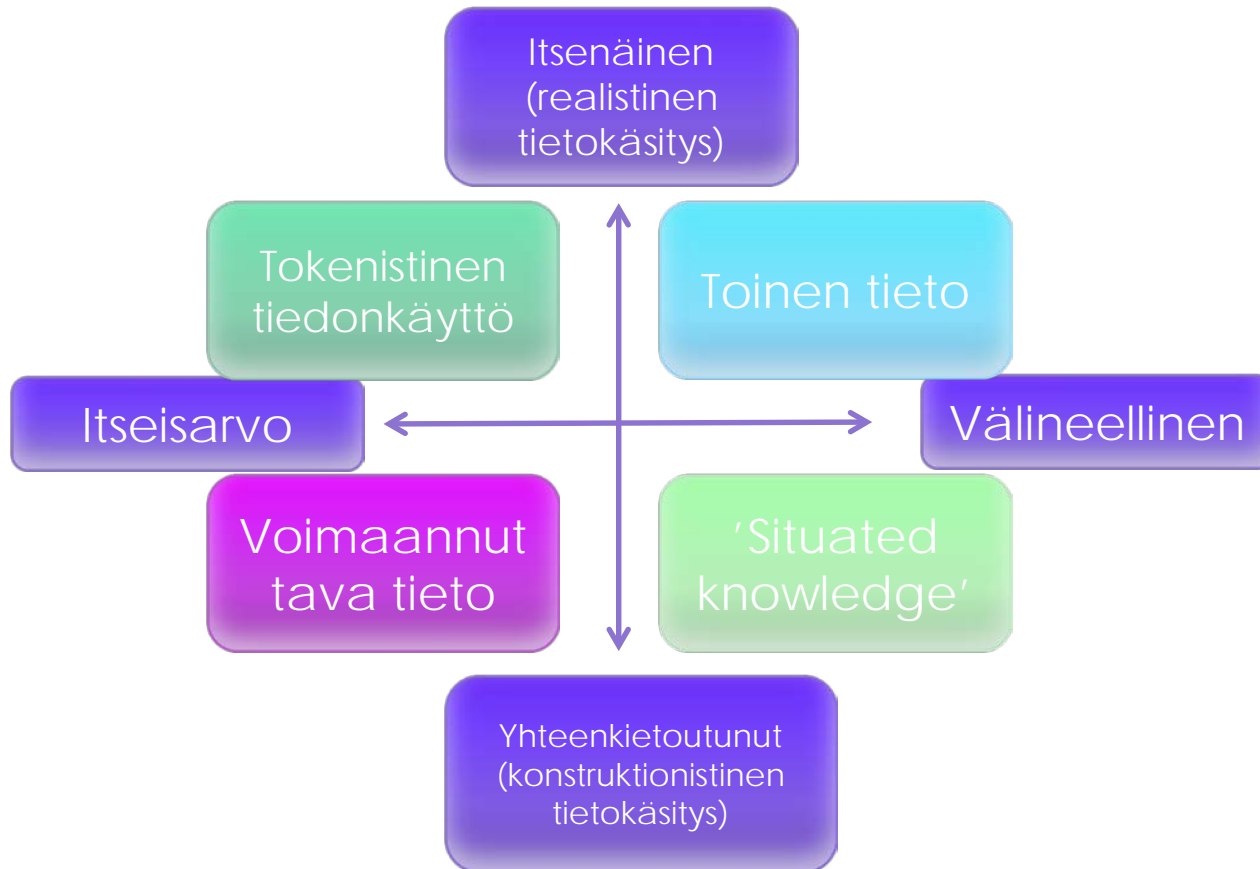 Itsenäinen
(realistinen
tietokäsitys)
Tokenistinen
tiedonkäyttö
Toinen tieto
Itseisarvo
Välineellinen
Voimaannut
tava tieto
'Situated
knowledge'
Yhteenkietoutunut
(konstruktionistinen
tietokäsitys)